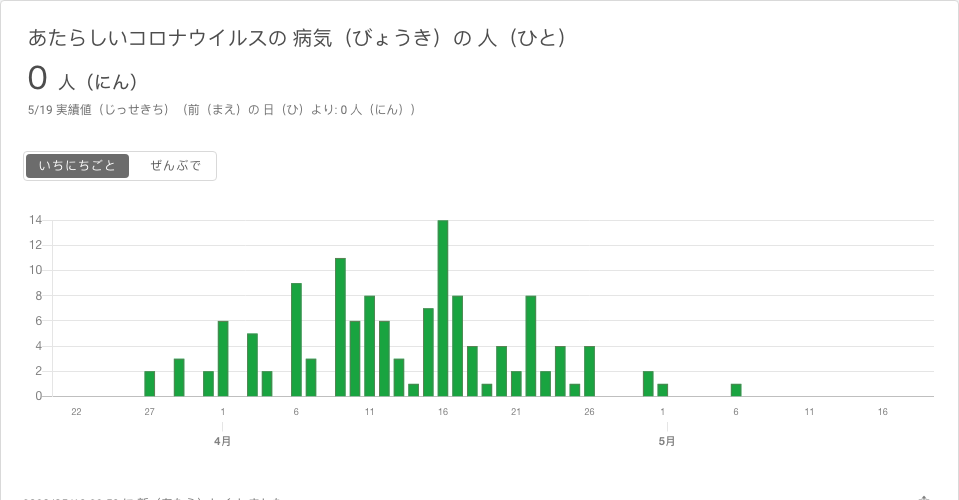 あたらしいコロナウイルスの 病気（びょうき）の 人（ひと）
0 人（にん）
5/19 実績値（じっせきち）（前（まえ）の 日（ひ）より: 0 人（にん））
いちにちごと ぜんぶで
14
12
10
8
6
4
2
0
22 27 1 6 11 16 21 26 1 6 11 16
4月 5月